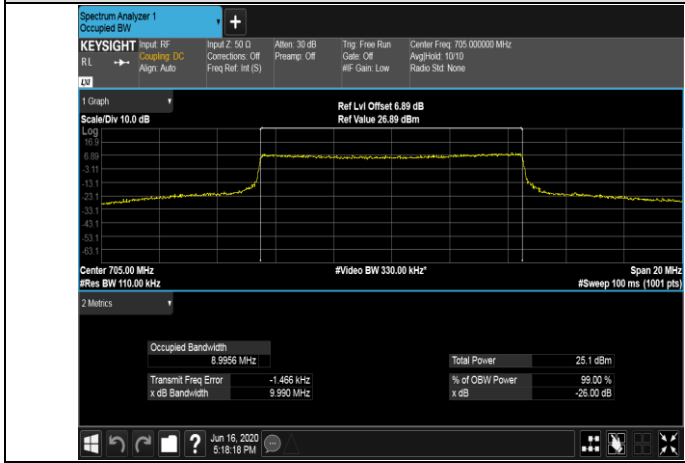 Spectrum Analyzer 1
Occupied BW
+
KEYSIGHT Input: RF Input Z: 50 Ω Atten: 30 dB Trig: Free Run Center Freq: 705.000000 MHz
RL Coupling: DC Corrections: Off Preamp: Off Gate: Off Avg|Hold: 10/10
Align: Auto Freq Ref: Int (S) #IF Gain: Low Radio Std: None
LXI
1 Graph
Ref Lvl Offset 6.89 dB
Scale/Div 10.0 dB Ref Value 26.89 dBm
Log
16.9
6.89
-3.11
-13.1
-23.1
-33.1
-43.1
-53.1
-63.1
Center 705.00 MHz #Video BW 330.00 kHz* Span 20 MHz
#Res BW 110.00 kHz #Sweep 100 ms (1001 pts)
2 Metrics
Occupied Bandwidth
8.9956 MHz Total Power 25.1 dBm
Transmit Freq Error -1.466 kHz % of OBW Power 99.00 %
x dB Bandwidth 9.990 MHz x dB -26.00 dB
? Jun 16, 2020
5:18:18 PM